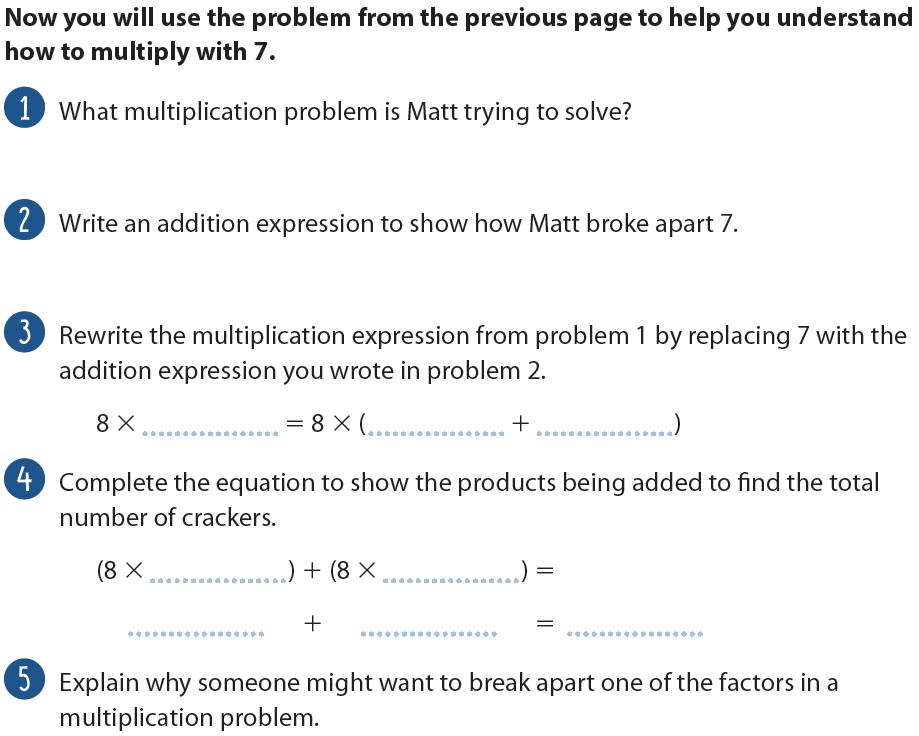 Now you will use the problem from the previous page to help you understand
how to multiply with 7.
1 What multiplication problem is Matt trying to solve?
2 Write an addition expression to show how Matt broke apart 7.
3 Rewrite the multiplication expression from problem 1 by replacing 7 with the
addition expression you wrote in problem 2.
8 × ................. = 8 × (................. + .................)
4 Complete the equation to show the products being added to find the total
number of crackers.
(8 × .................) + (8 × .................) =
................. + ................. = .................
5 Explain why someone might want to break apart one of the factors in a
multiplication problem.